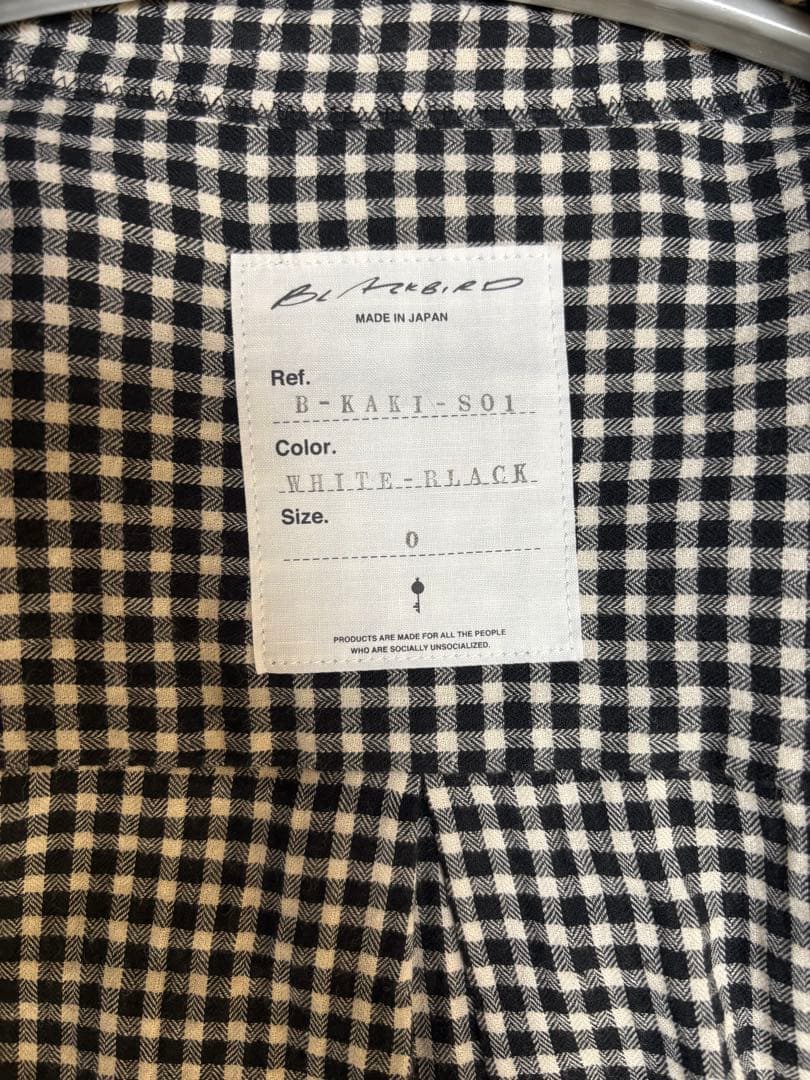 BLACKBIRD
MADE IN JAPAN
Ref.
B-KAKI-S01
Color.
WHITE-BLACK
Size.
0
PRODUCTS ARE MADE FOR ALL THE PEOPLE
WHO ARE SOCIALLY UNSOCIALIZED.